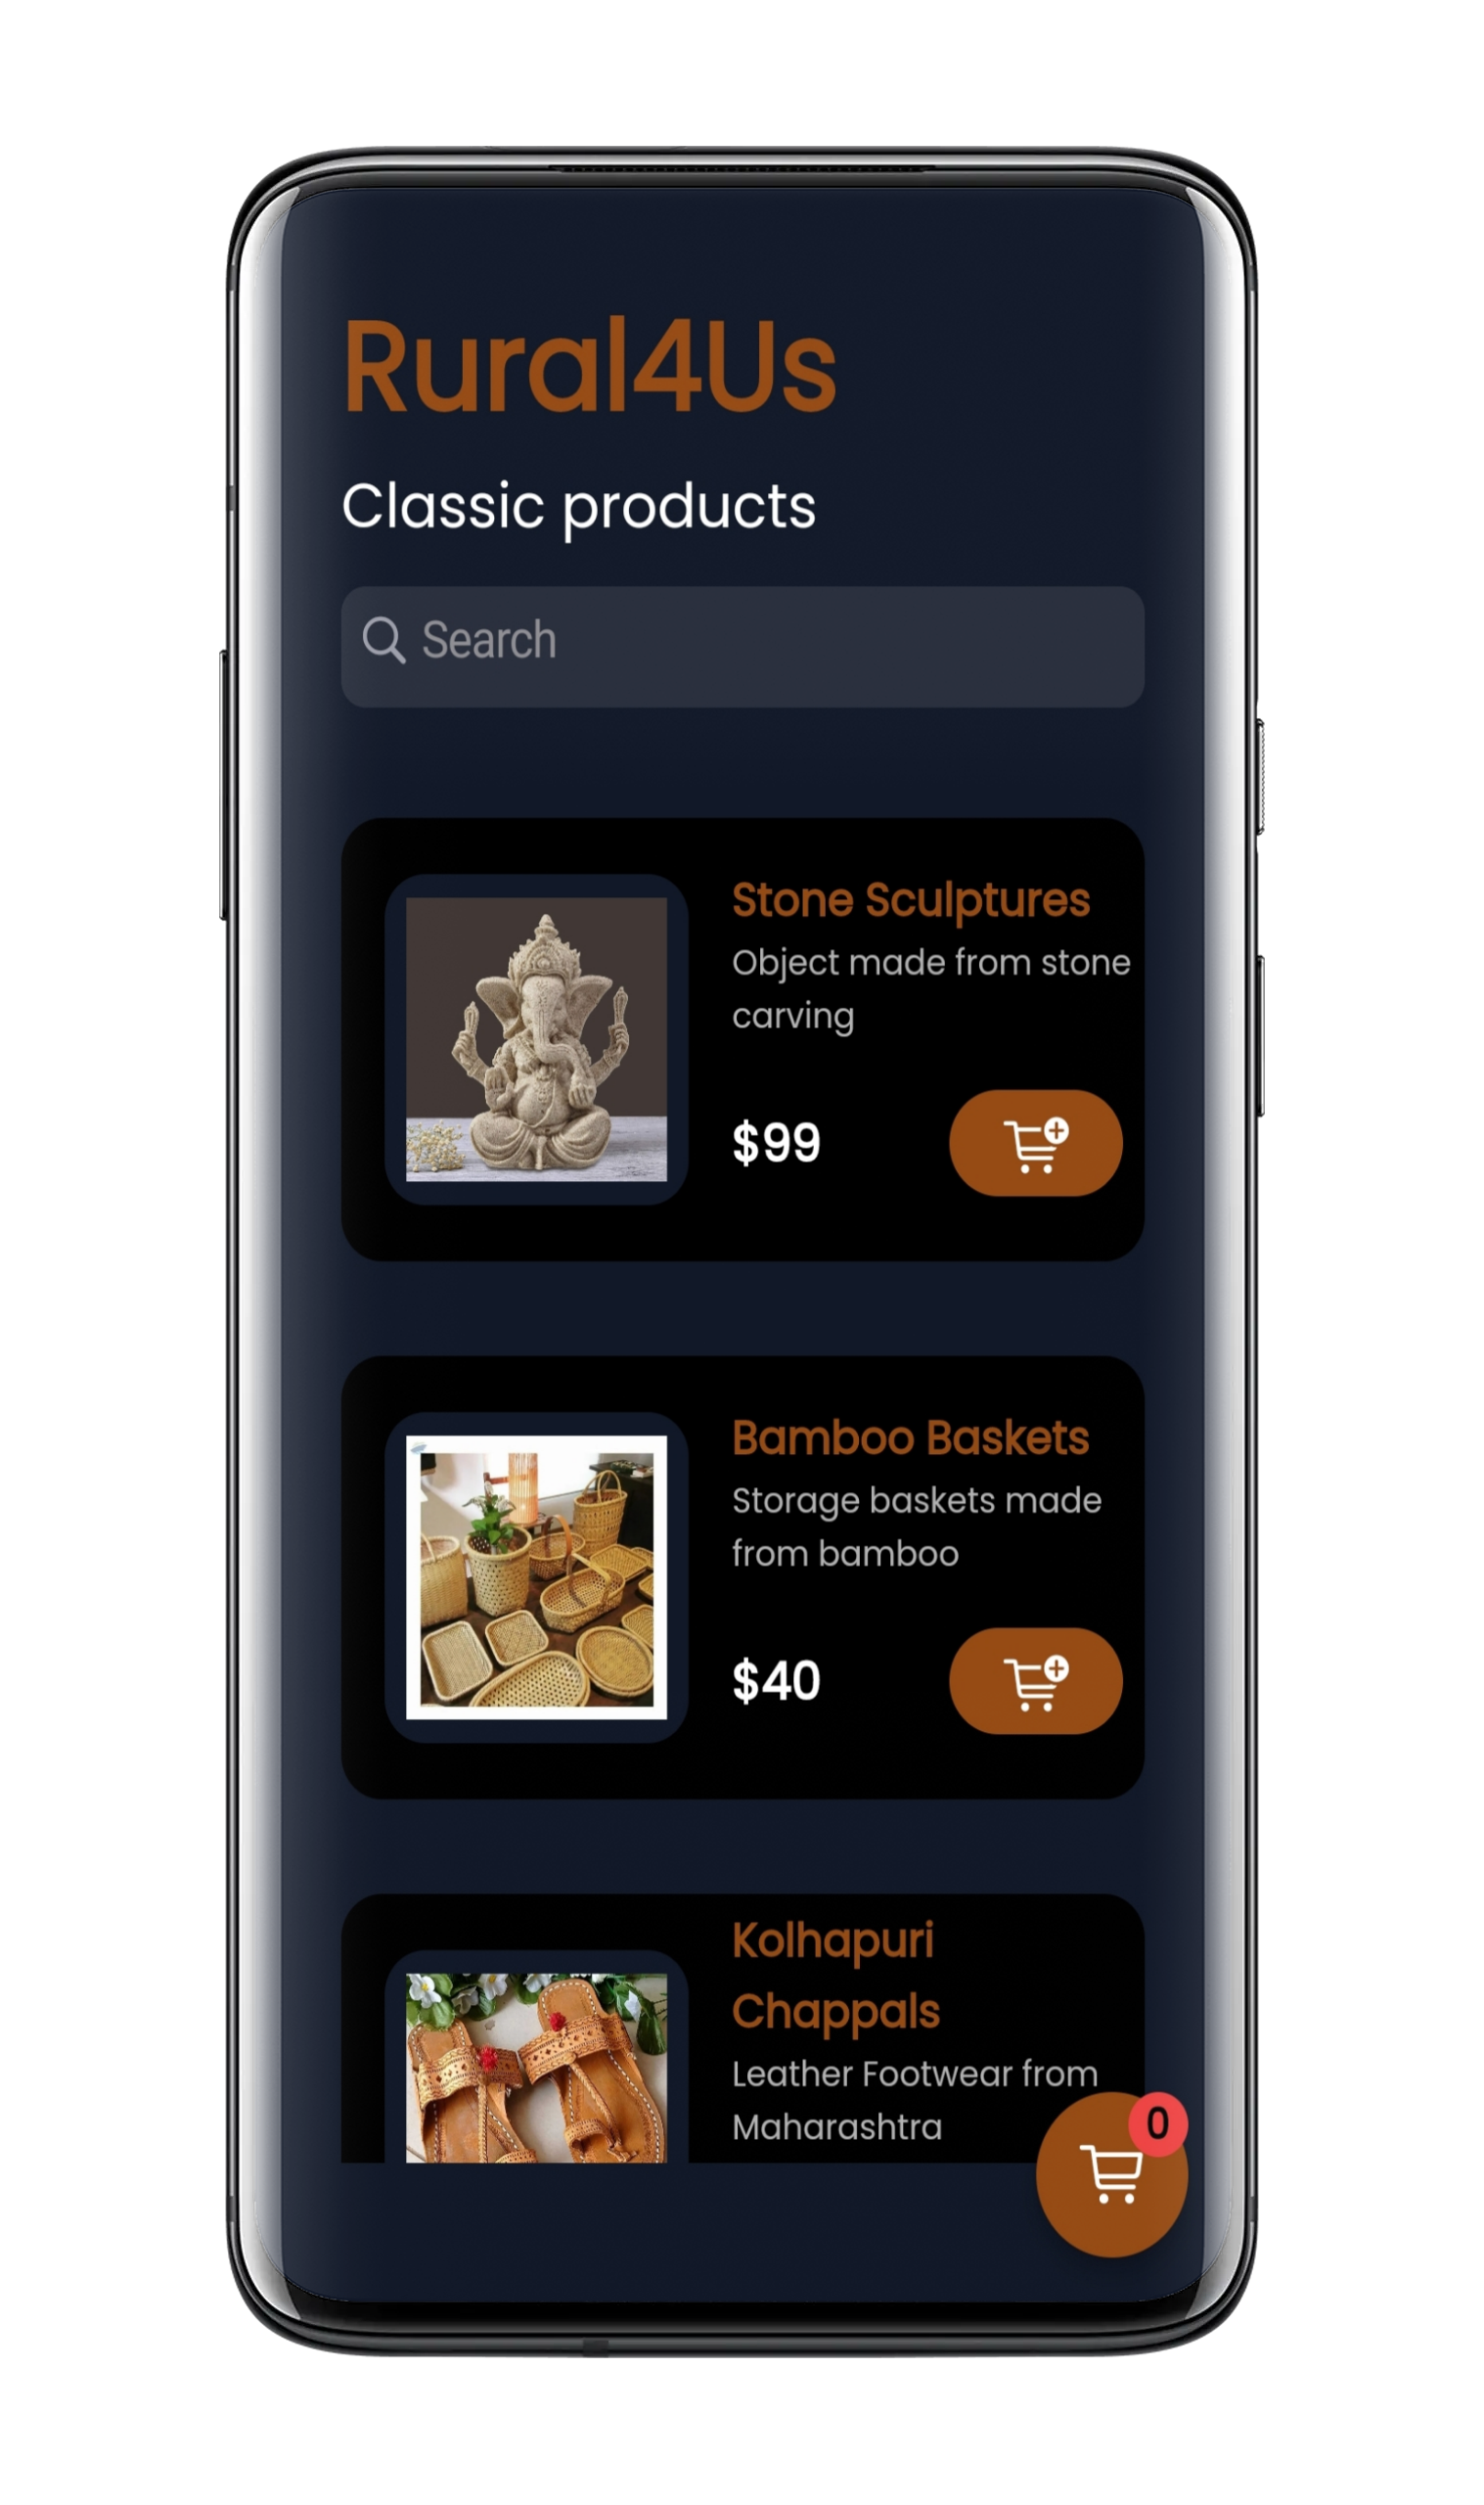 Rural4Us
Classic products
Search
Stone Sculptures
Object made from stone
carving
$99
Bamboo Baskets
Storage baskets made
from bamboo
$40
Kolhapuri
Chappals
Leather Footwear from
Maharashtra
0